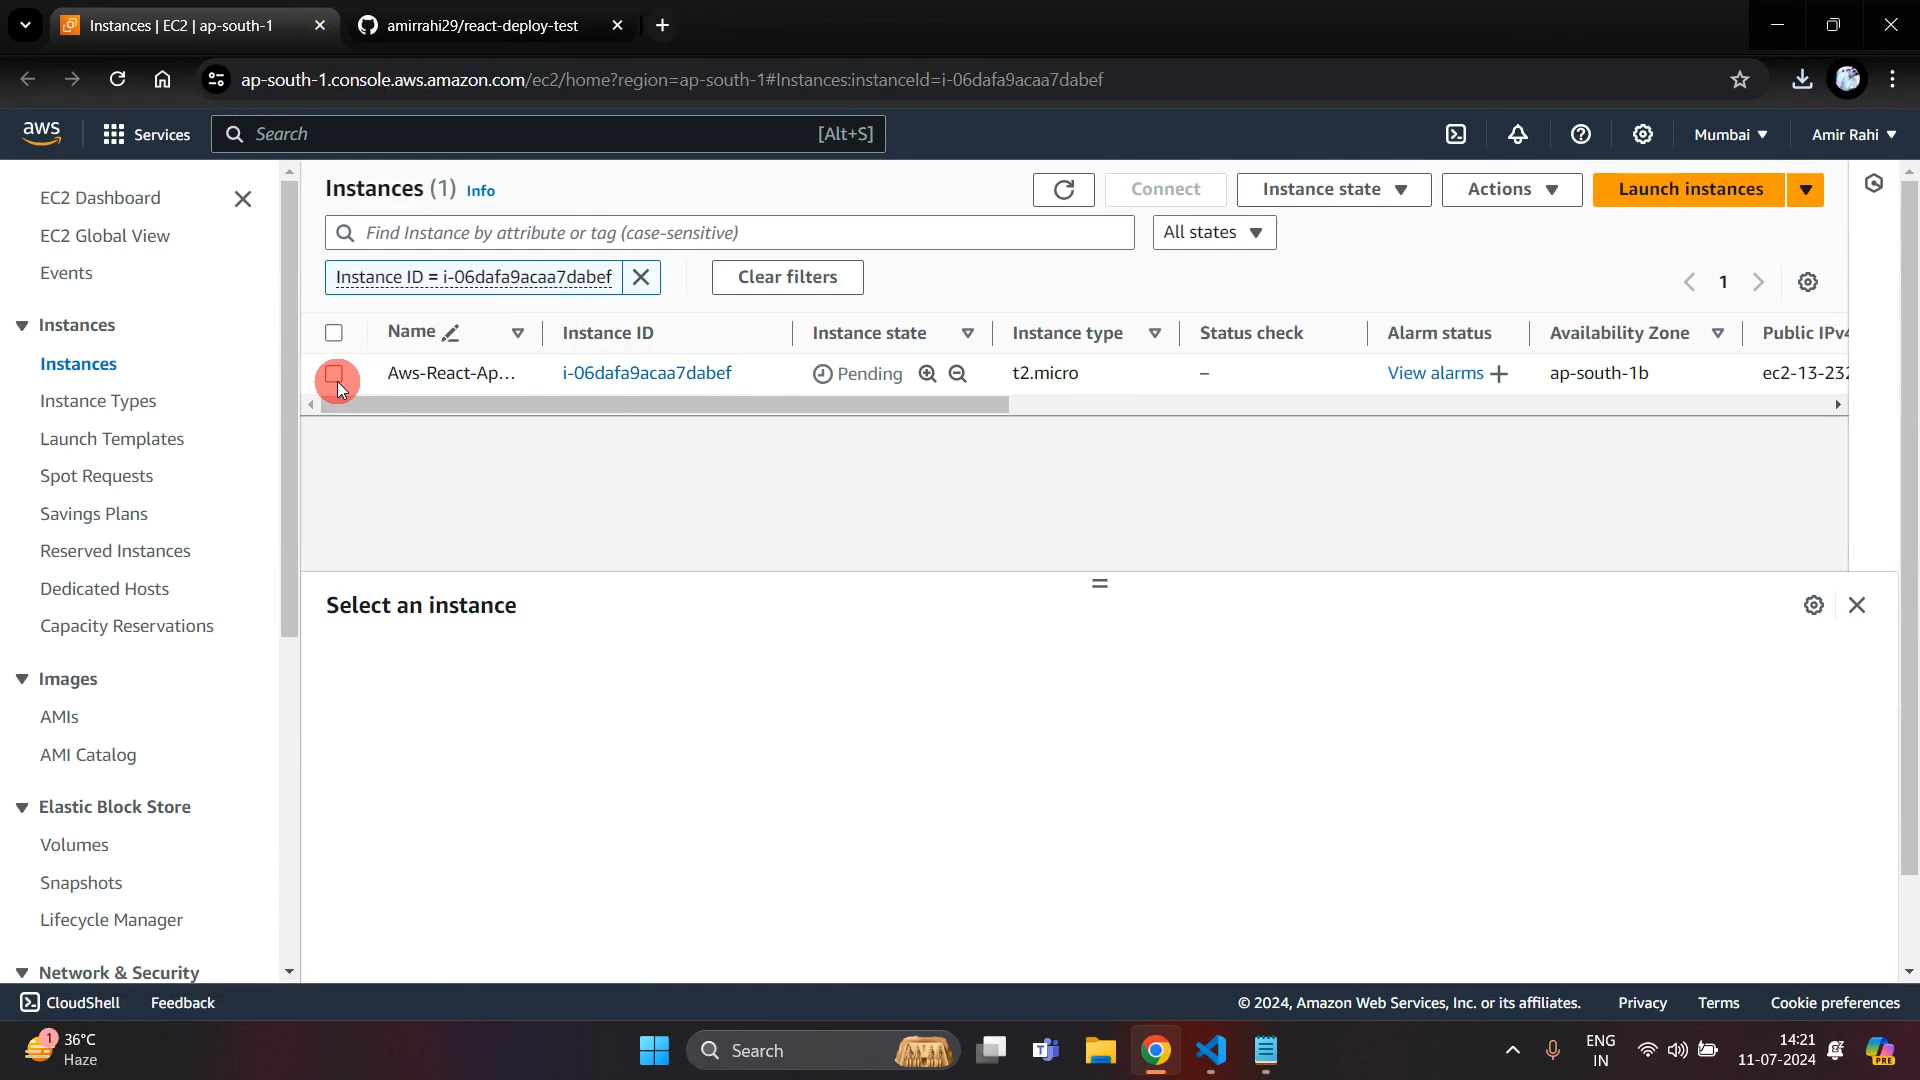 Instances | EC2 | ap-south-1
amirrahi29/react-deploy-test
ap-south-1.console.aws.amazon.com/ec2/home?region=ap-south-1#Instances:instanceId=i-06dafa9acaa7dabef
aws
Services
Search
[Alt+S]
Mumbai
Amir Rahi
EC2 Dashboard
EC2 Global View
Events
Instances
Instances
Instance Types
Launch Templates
Spot Requests
Savings Plans
Reserved Instances
Dedicated Hosts
Capacity Reservations
Images
AMIs
AMI Catalog
Elastic Block Store
Volumes
Snapshots
Lifecycle Manager
Network & Security
Instances (1) Info
Connect
Instance state
Actions
Launch instances
Find Instance by attribute or tag (case-sensitive)
All states
Instance ID = i-06dafa9acaa7dabef
Clear filters
1
Name
Instance ID
Instance state
Instance type
Status check
Alarm status
Availability Zone
Public IPv4
Aws-React-Ap...
i-06dafa9acaa7dabef
Pending
t2.micro
–
View alarms
ap-south-1b
ec2-13-232
Select an instance
CloudShell
Feedback
© 2024, Amazon Web Services, Inc. or its affiliates.
Privacy
Terms
Cookie preferences
1
36°C
Haze
Search
ENG
IN
14:21
11-07-2024
PRE